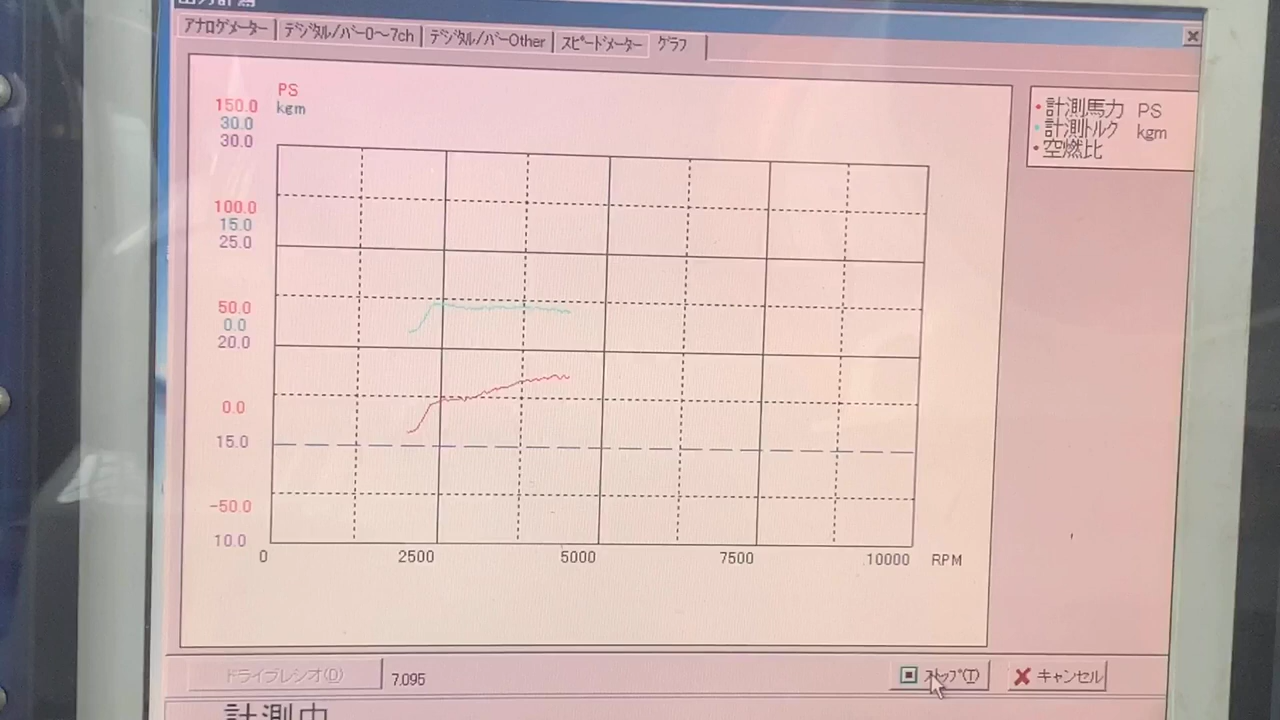 出力計測
アナログメーター デジタル/バー0～7ch デジタル/バーOther スピードメーター グラフ
PS
kgm
150.0
30.0
30.0
100.0
15.0
25.0
50.0
0.0
20.0
0.0
15.0
-50.0
10.0
0 2500 5000 7500 10000 RPM
計測馬力 PS
計測トルク kgm
空燃比
ドライブレシオ(D) 7.095 ストップ(T) キャンセル
計測中